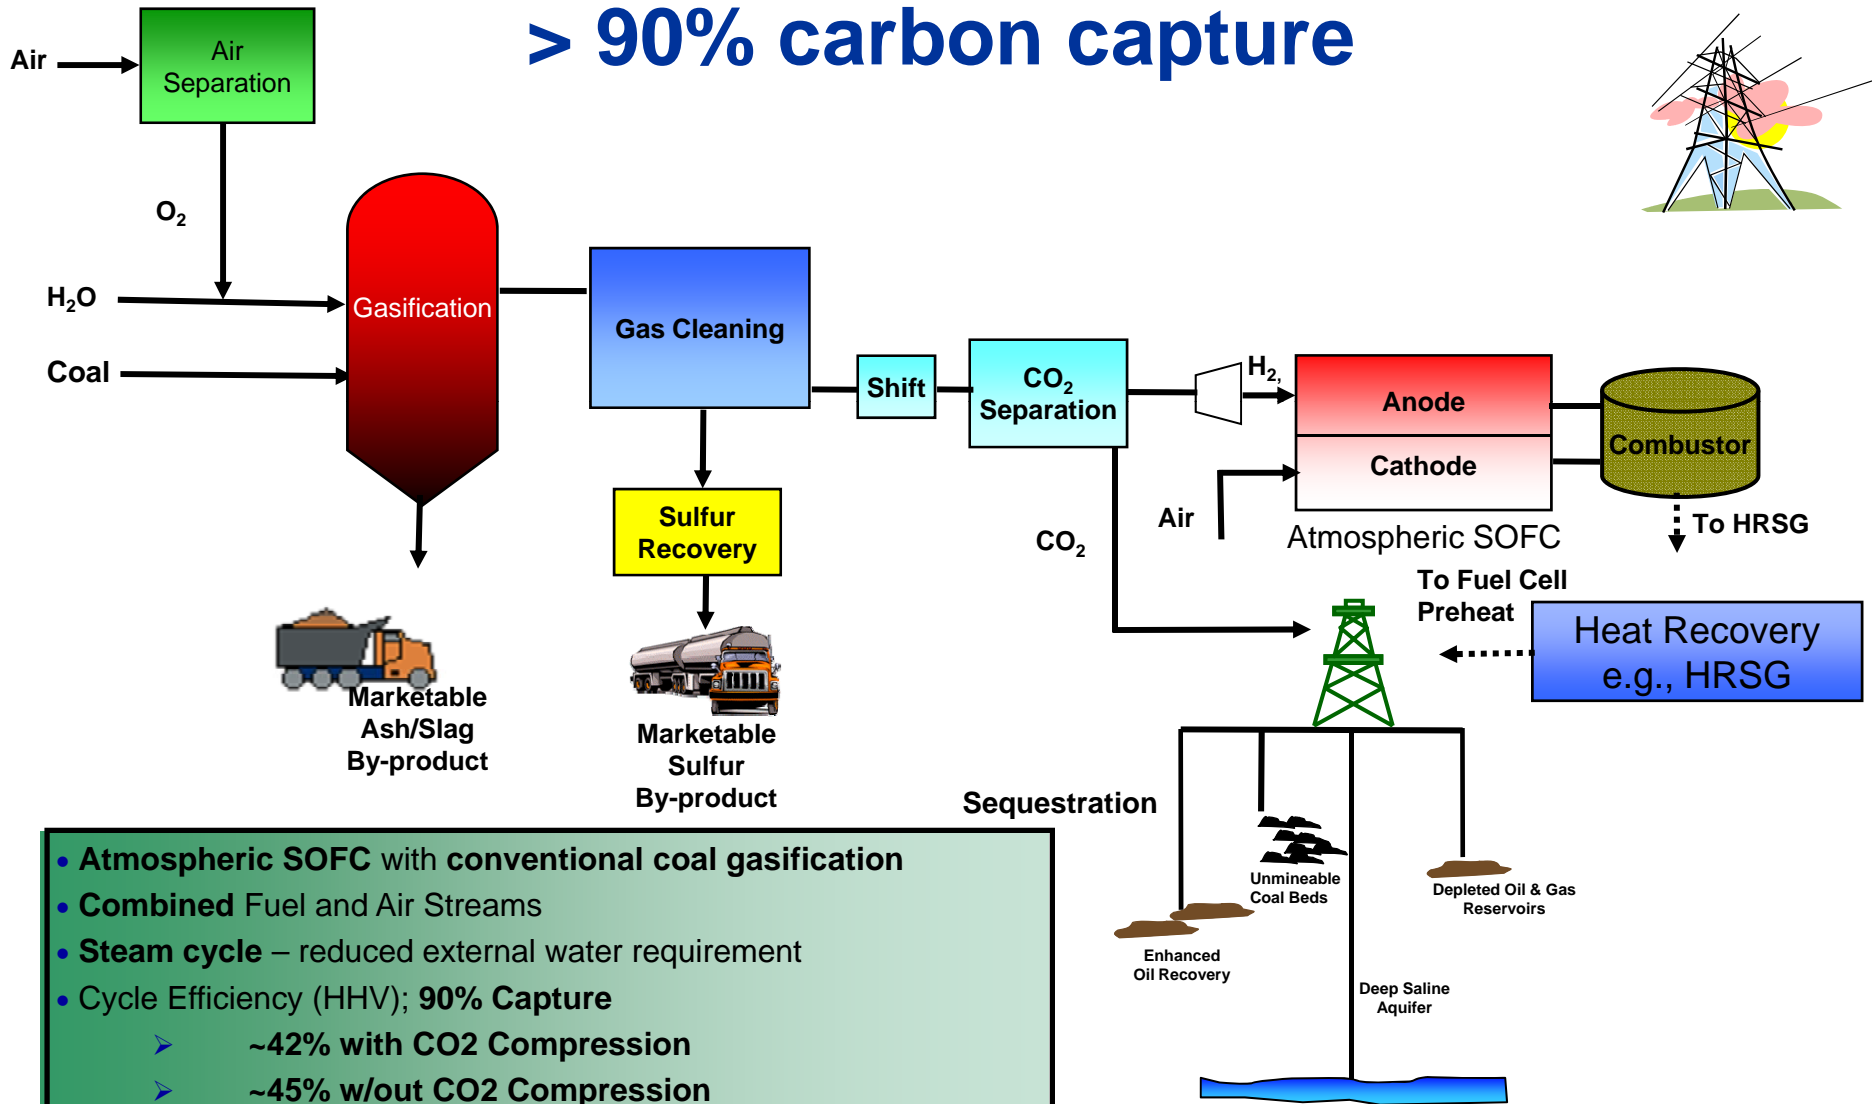 > 90% carbon capture
Air
Air
Separation
O₂
H₂O
Coal
Gasification
Gas Cleaning
Shift
CO₂
Separation
H₂,
Anode
Cathode
Combustor
Air
Atmospheric SOFC
To HRSG
Sulfur
Recovery
CO₂
To Fuel Cell
Preheat
Heat Recovery
e.g., HRSG
Marketable
Ash/Slag
By-product
Marketable
Sulfur
By-product
Sequestration
Unmineable
Coal Beds
Depleted Oil & Gas
Reservoirs
Enhanced
Oil Recovery
Deep Saline
Aquifer
• Atmospheric SOFC with conventional coal gasification
• Combined Fuel and Air Streams
• Steam cycle – reduced external water requirement
• Cycle Efficiency (HHV); 90% Capture
➢ ~42% with CO2 Compression
➢ ~45% w/out CO2 Compression